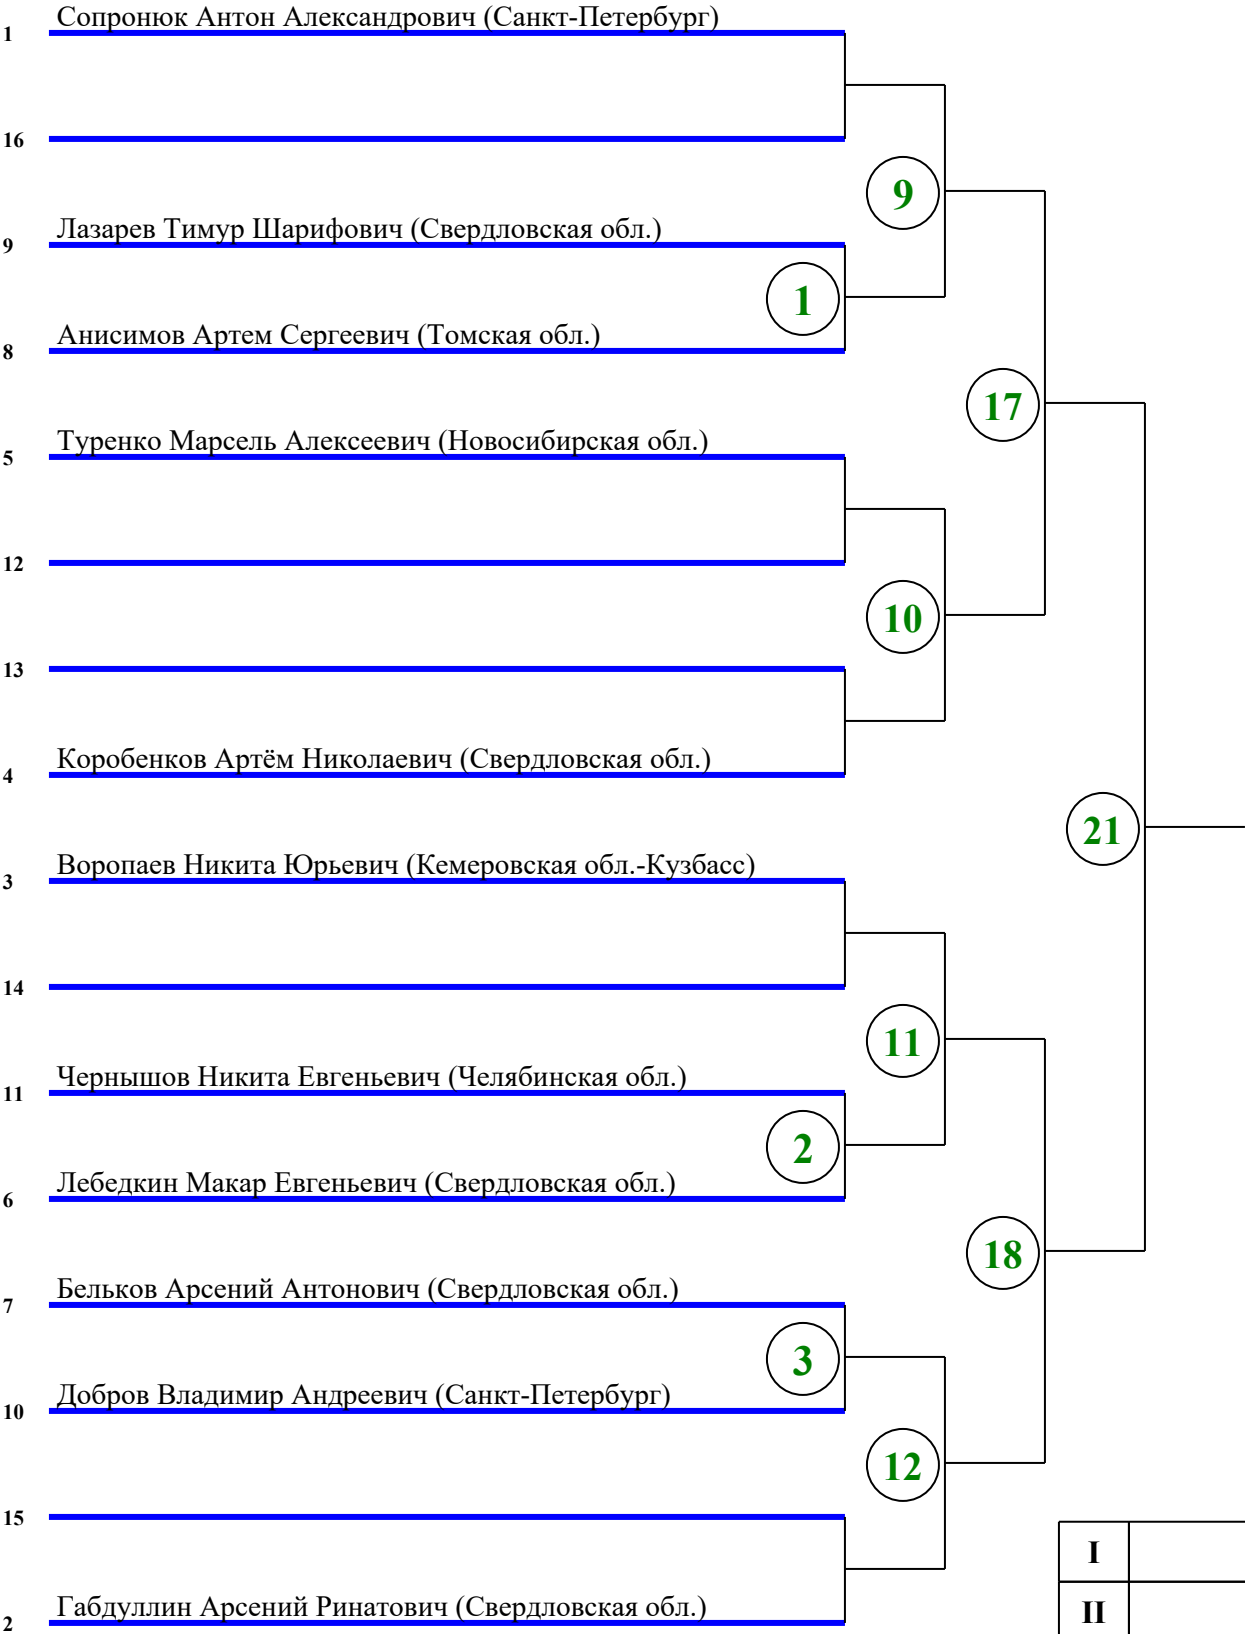 Сопронюк Антон Александрович (Санкт-Петербург)
1
16
9
Лазарев Тимур Шарифович (Свердловская обл.)
9
1
Анисимов Артем Сергеевич (Томская обл.)
8
17
Туренко Марсель Алексеевич (Новосибирская обл.)
5
12
10
13
Коробенков Артём Николаевич (Свердловская обл.)
4
21
Воропаев Никита Юрьевич (Кемеровская обл.-Кузбасс)
3
14
11
Чернышов Никита Евгеньевич (Челябинская обл.)
11
2
Лебедкин Макар Евгеньевич (Свердловская обл.)
6
18
Бельков Арсений Антонович (Свердловская обл.)
7
3
Добров Владимир Андреевич (Санкт-Петербург)
10
12
15
I
Габдуллин Арсений Ринатович (Свердловская обл.)
2
II